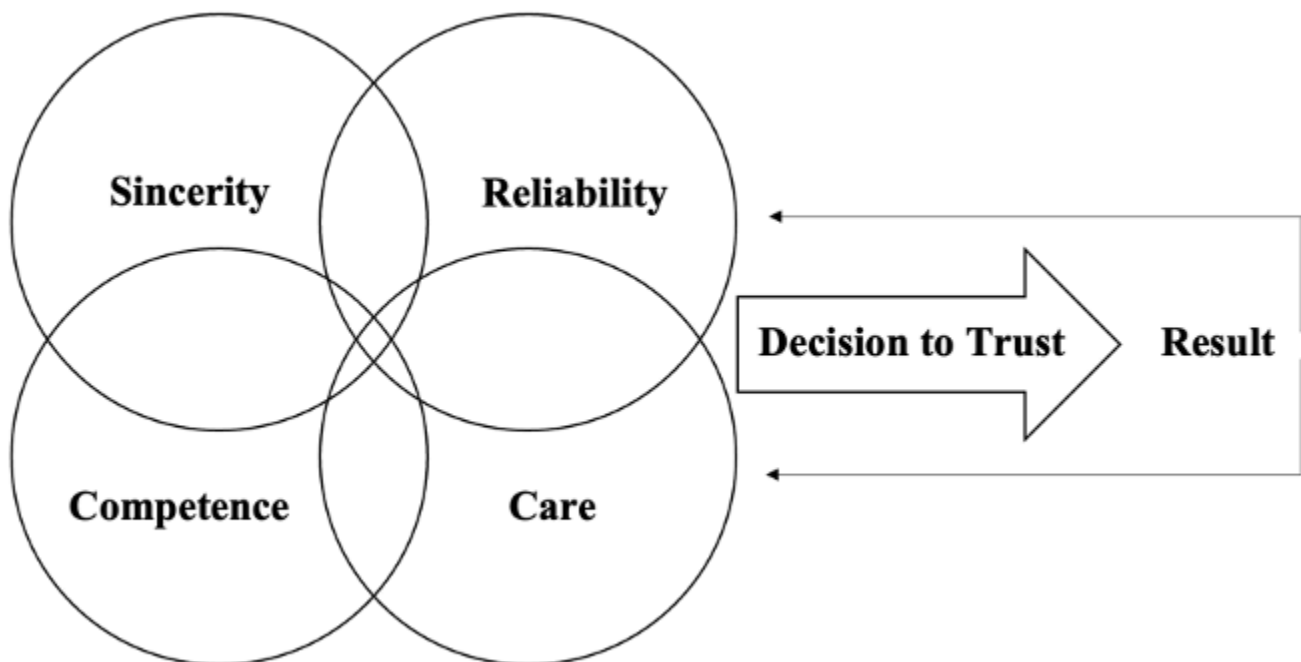 Sincerity
Reliability
Decision to Trust
Result
Competence
Care